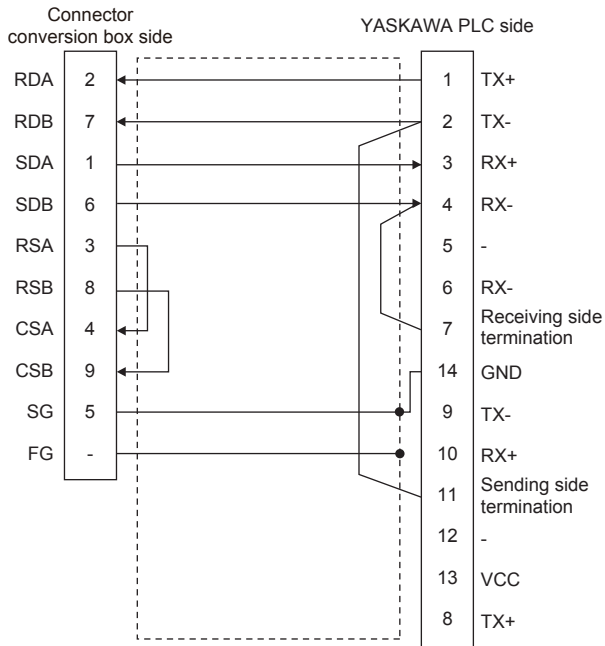 Connector
conversion box side
YASKAWA PLC side
RDA 2 1 TX+
RDB 7 2 TX-
SDA 1 3 RX+
SDB 6 4 RX-
RSA 3 5 -
RSB 8 6 RX-
CSA 4 7 Receiving side
termination
CSB 9 14 GND
SG 5 9 TX-
FG - 10 RX+
11 Sending side
termination
12 -
13 VCC
8 TX+